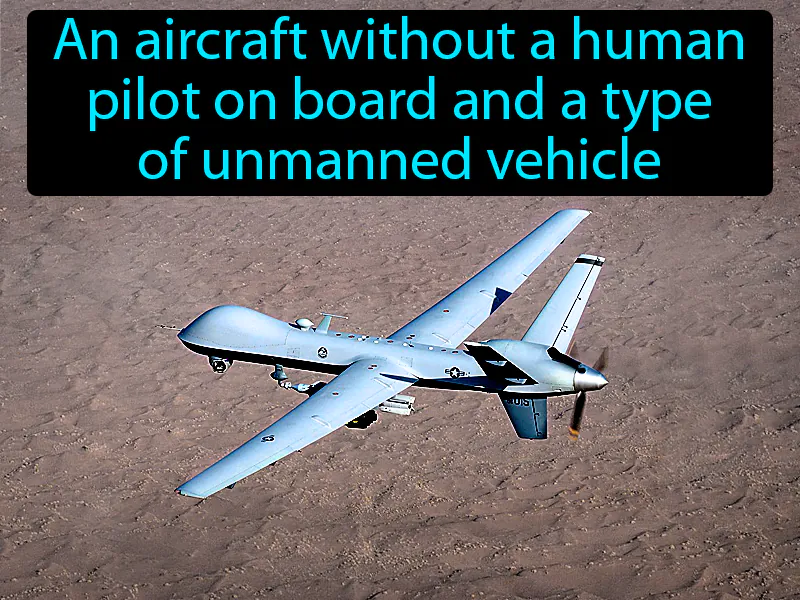 An aircraft without a human
pilot on board and a type
of unmanned vehicle